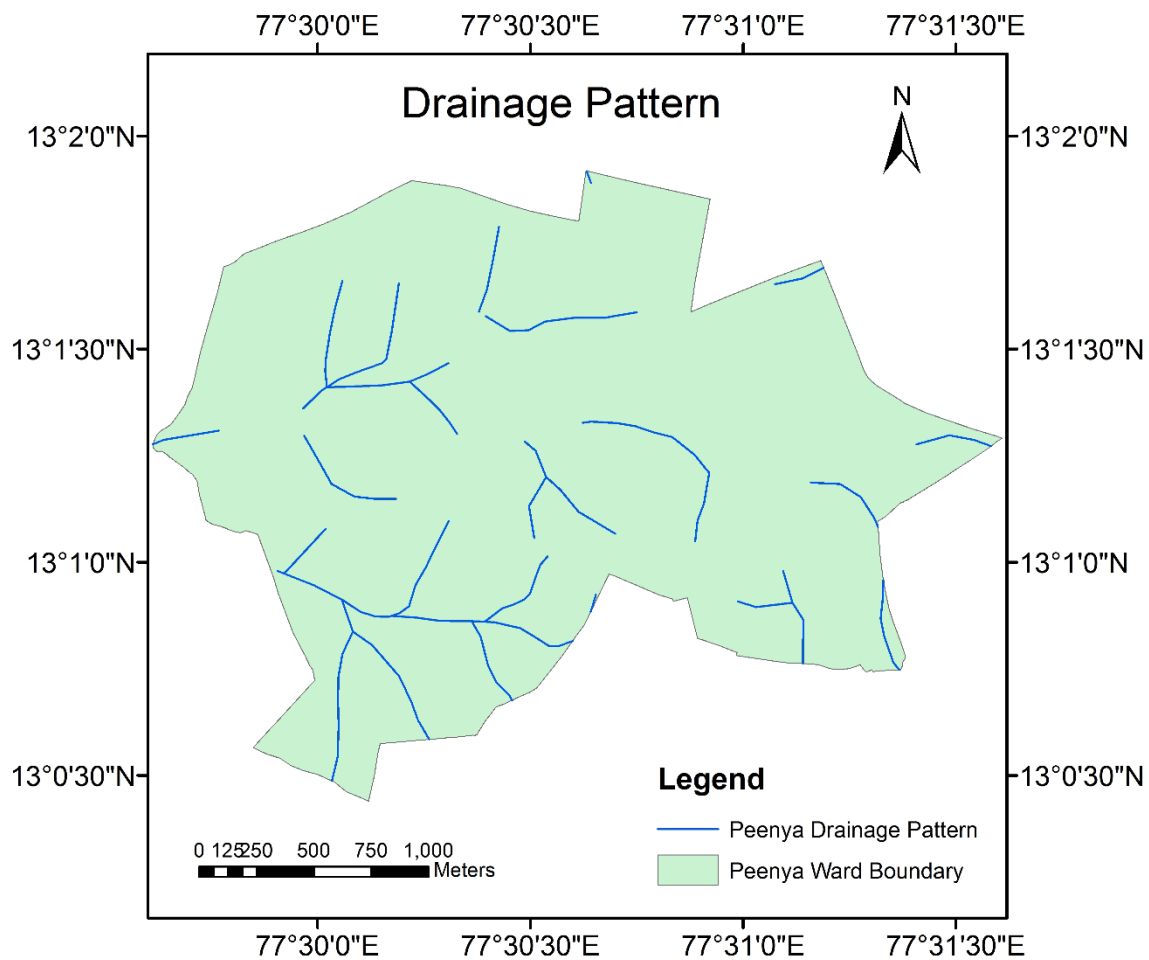 77°30'0"E 77°30'30"E 77°31'0"E 77°31'30"E
Drainage Pattern
N
13°2'0"N 13°2'0"N
13°1'30"N 13°1'30"N
13°1'0"N 13°1'0"N
13°0'30"N 13°0'30"N
Legend
Peenya Drainage Pattern
0 125 250 500 750 1,000
Meters
Peenya Ward Boundary
77°30'0"E 77°30'30"E 77°31'0"E 77°31'30"E